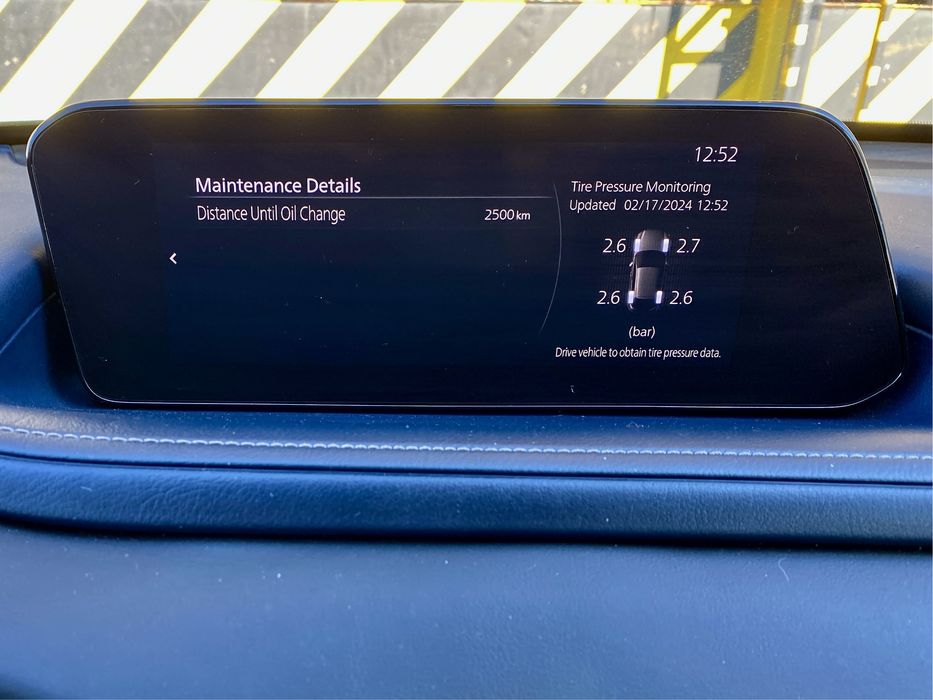 12:52
Maintenance Details
Distance Until Oil Change 2500 km
Tire Pressure Monitoring
Updated 02/17/2024 12:52
2.6 2.7
2.6 2.6
(bar)
Drive vehicle to obtain tire pressure data.